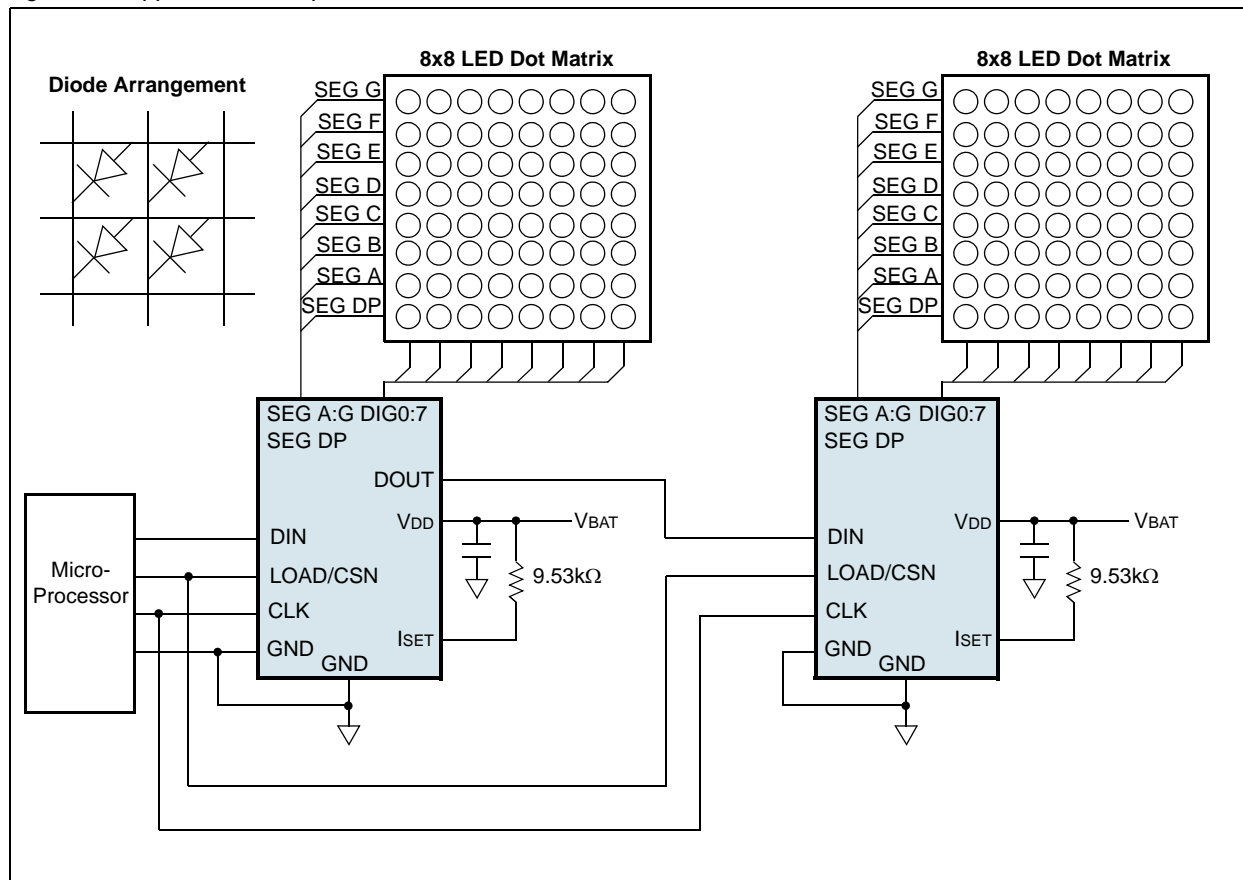 Diode Arrangement
8x8 LED Dot Matrix
SEG G
SEG F
SEG E
SEG D
SEG C
SEG B
SEG A
SEG DP
8x8 LED Dot Matrix
SEG G
SEG F
SEG E
SEG D
SEG C
SEG B
SEG A
SEG DP
Micro-
Processor
SEG A:G DIG0:7
SEG DP
DOUT
VDD
VBAT
DIN
LOAD/CSN
9.53kΩ
CLK
ISET
GND
GND
SEG A:G DIG0:7
SEG DP
VDD
VBAT
DIN
LOAD/CSN
9.53kΩ
CLK
ISET
GND
GND